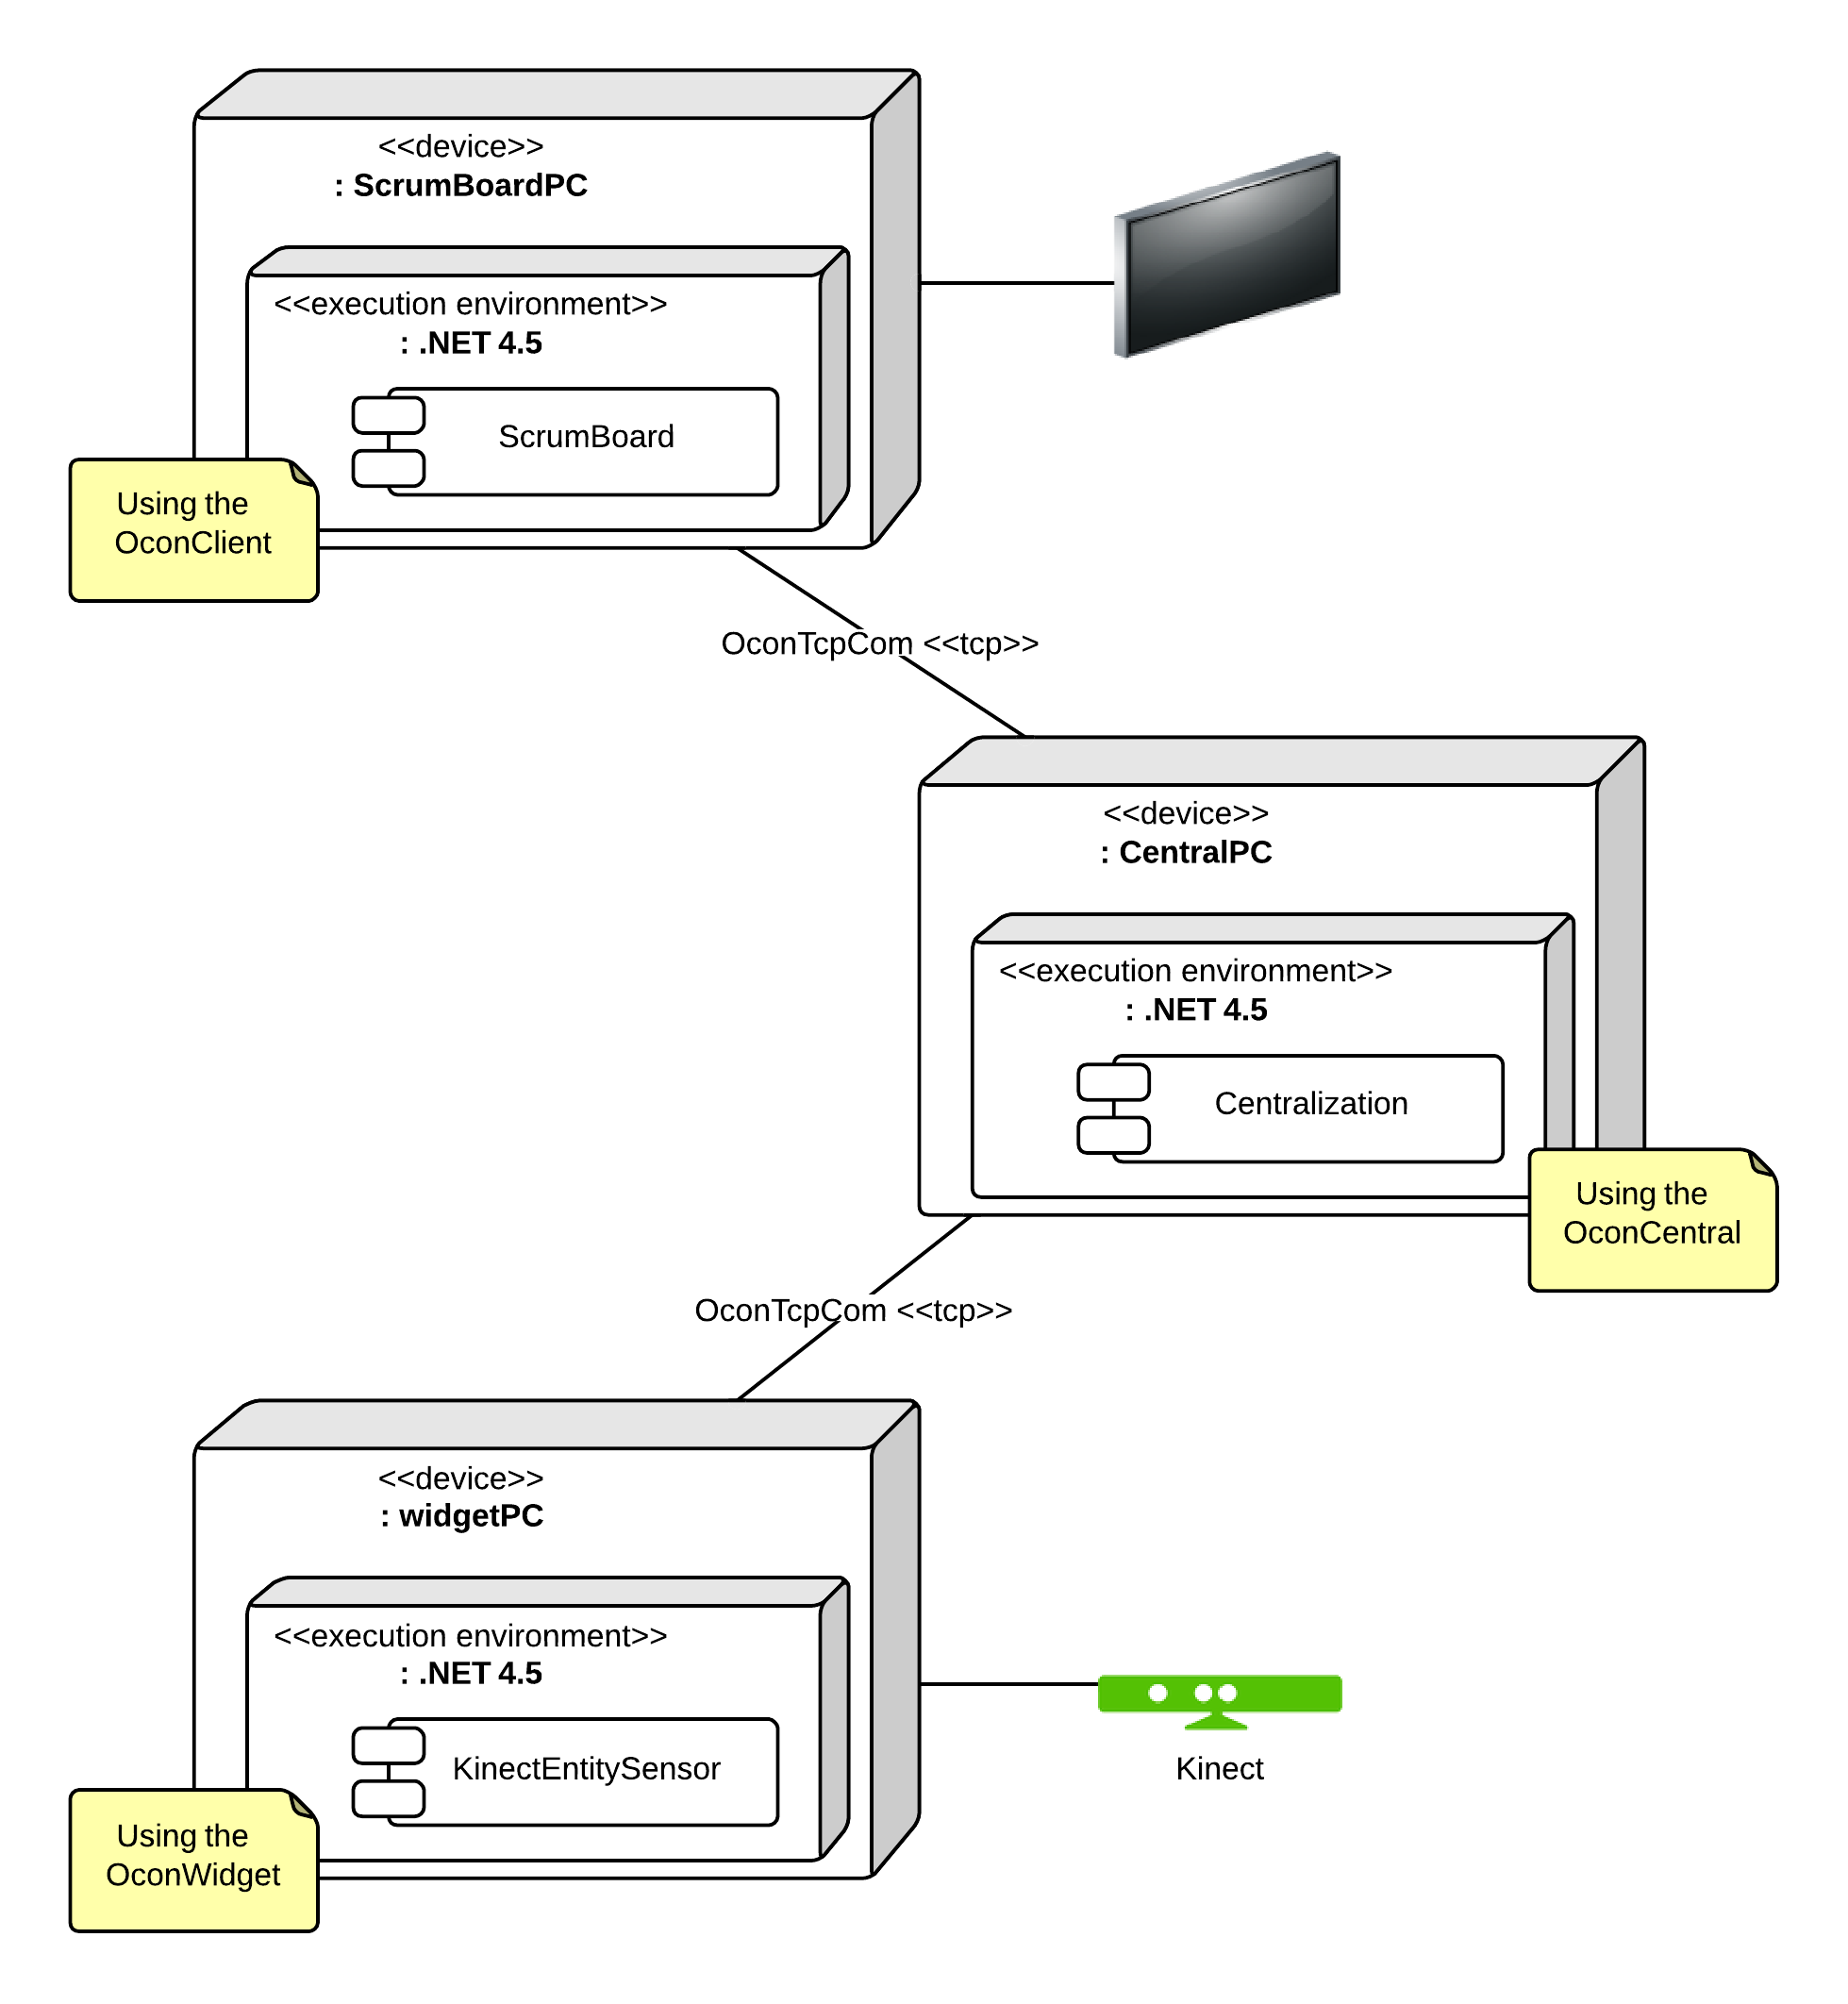 <<device>>
: ScrumBoardPC
<<execution environment>>
: .NET 4.5
ScrumBoard
Using the
OconClient
OconTcpCom <<tcp>>
<<device>>
: CentralPC
<<execution environment>>
: .NET 4.5
Centralization
Using the
OconCentral
OconTcpCom <<tcp>>
<<device>>
: widgetPC
<<execution environment>>
: .NET 4.5
KinectEntitySensor
Kinect
Using the
OconWidget